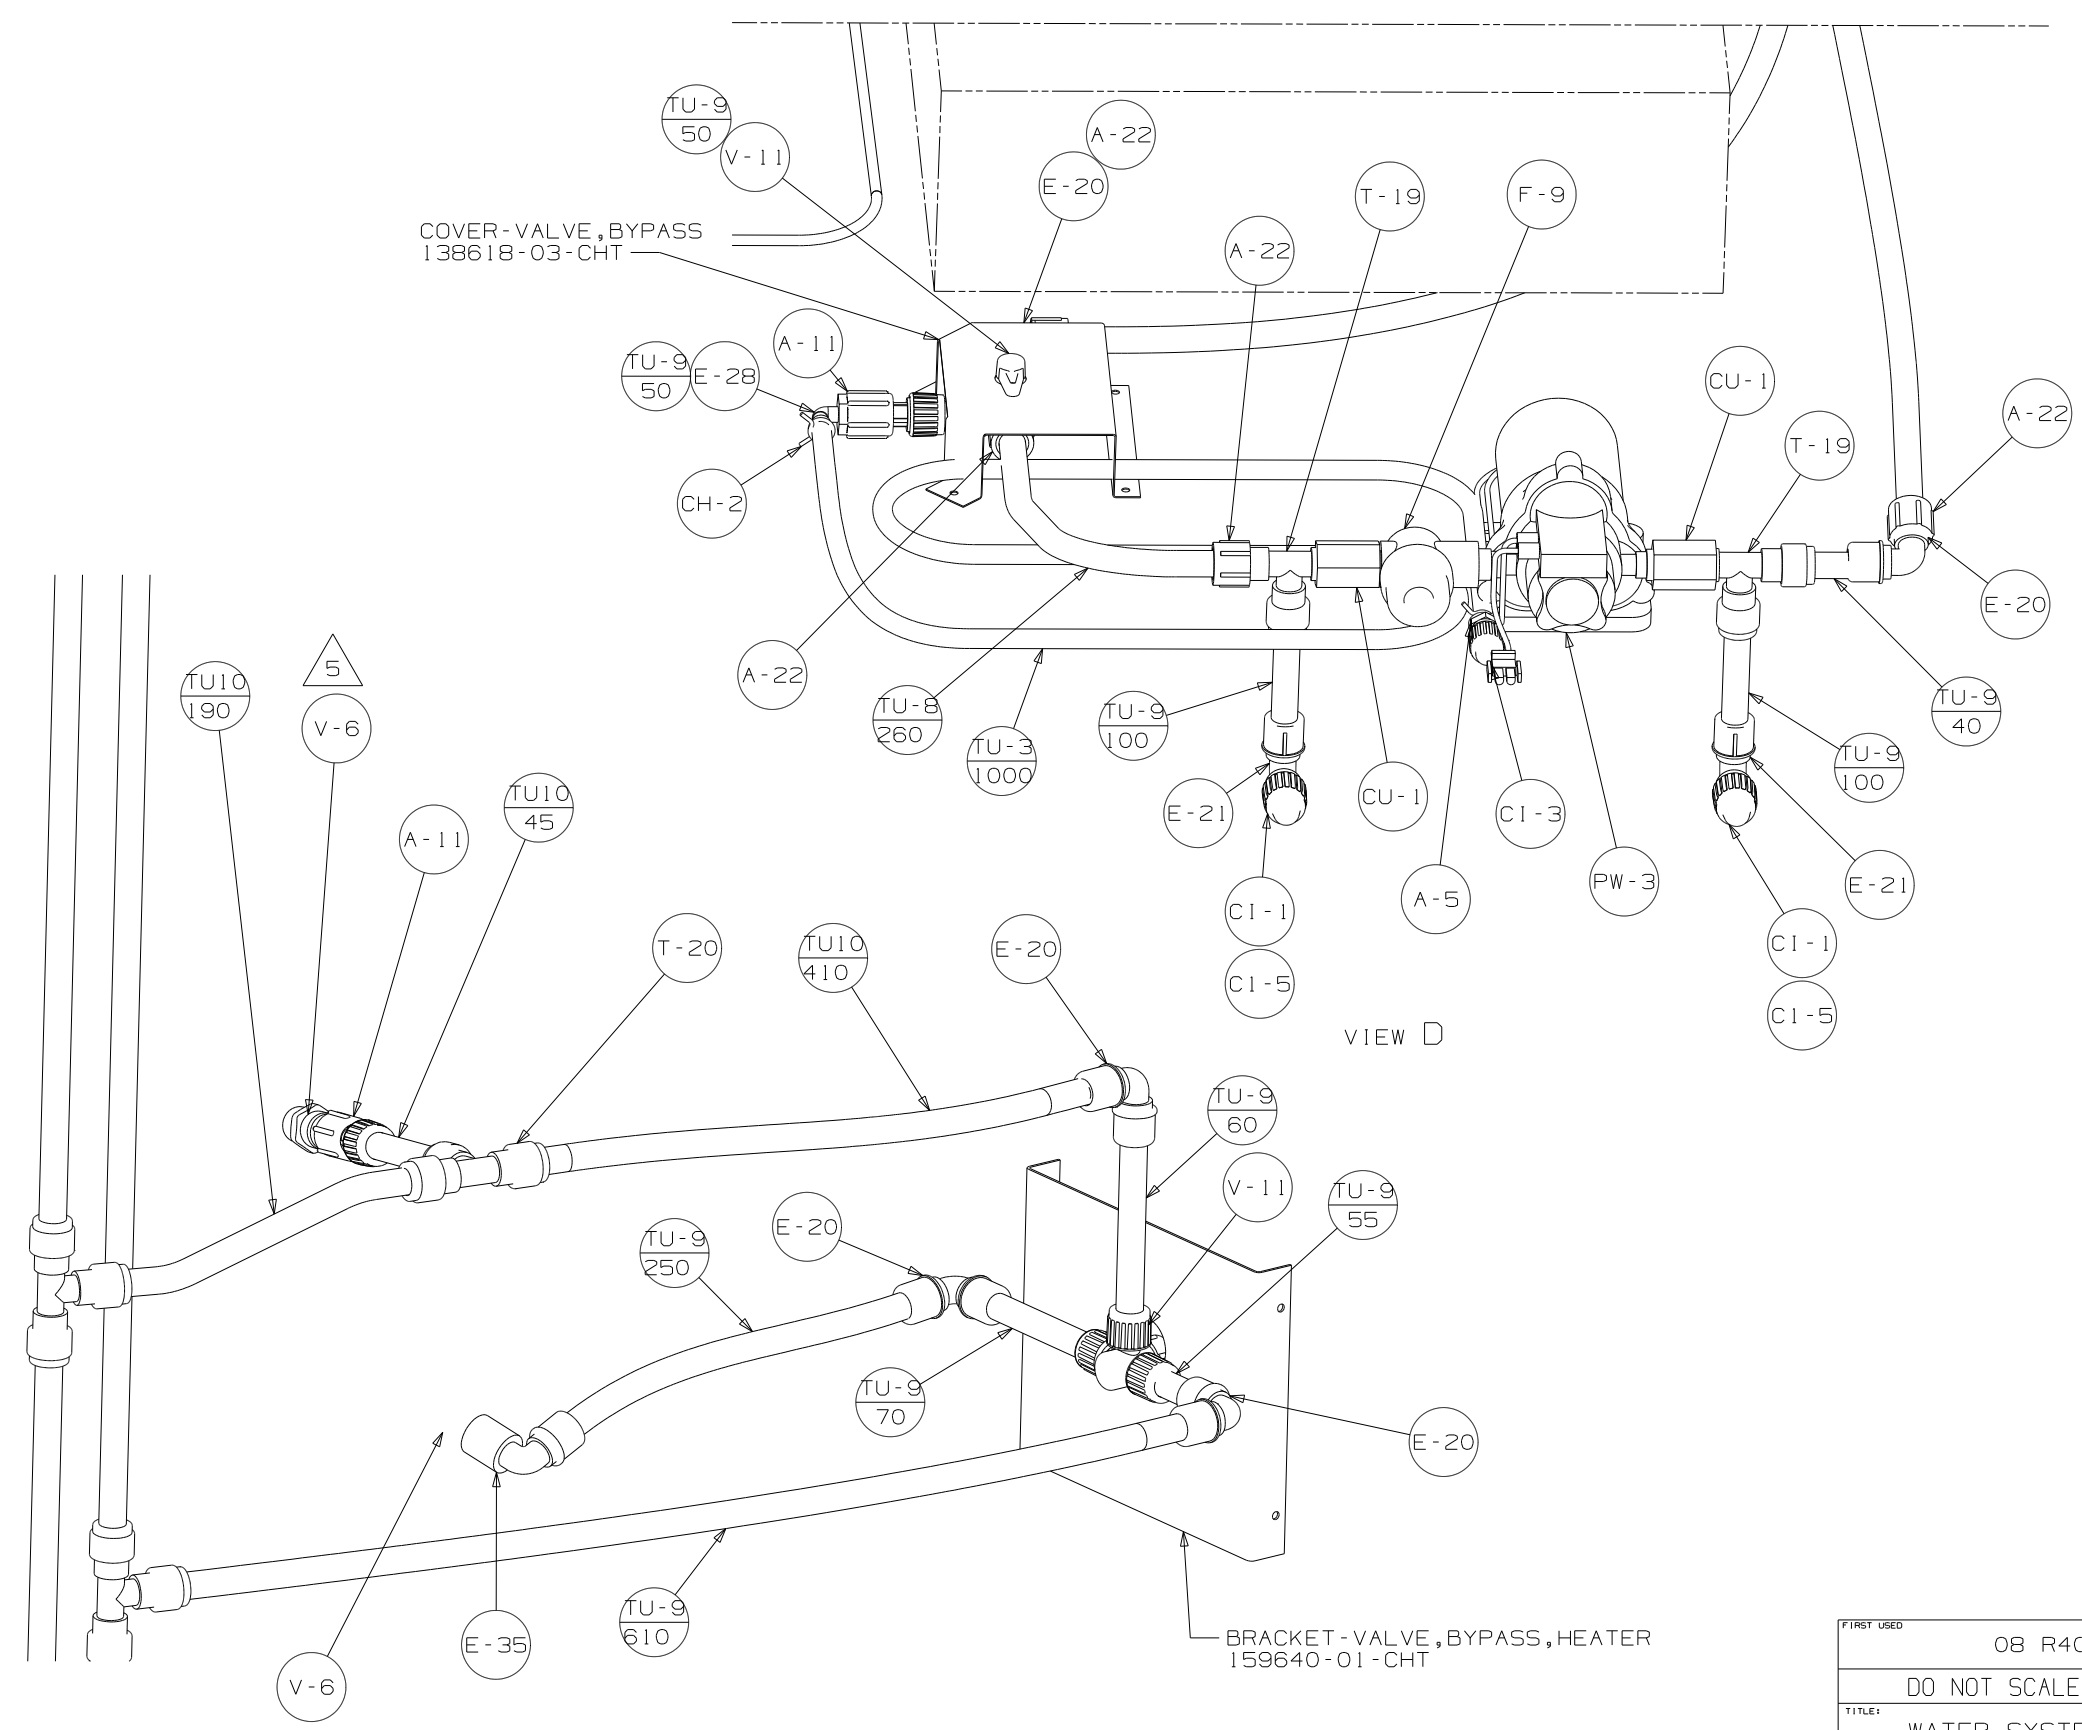 TU-9
50
V-11
A-22
E-20
T-19
F-9
COVER-VALVE,BYPASS
138618-03-CHT
A-22
A-11
TU-9
50
E-28
CU-1
A-22
T-19
CH-2
E-20
5
TU10
190
V-6
A-22
TU-8
260
TU-3
1000
TU-9
100
TU-9
40
TU-9
100
TU10
45
A-11
E-21
CU-1
CI-3
PW-3
A-5
E-21
CI-1
C1-5
CI-1
C1-5
T-20
TU10
410
E-20
VIEW D
TU-9
60
V-11
TU-9
55
E-20
TU-9
250
TU-9
70
E-20
TU-9
610
E-35
V-6
BRACKET-VALVE,BYPASS,HEATER
159640-01-CHT
FIRST USED
08 R40
DO NOT SCALE
TITLE: